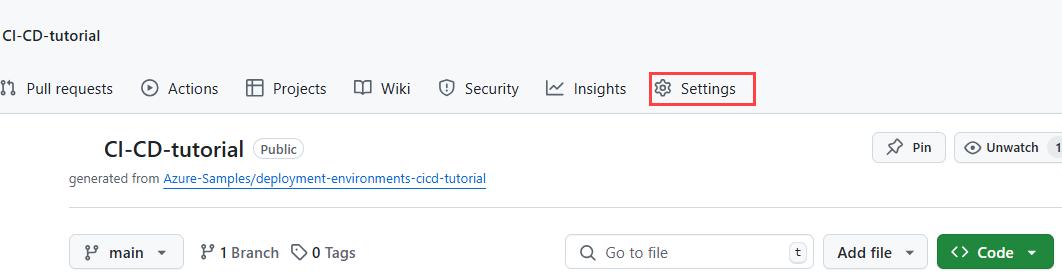 CI-CD-tutorial
Pull requests Actions Projects Wiki Security Insights Settings
CI-CD-tutorial Public Pin Unwatch 1
generated from Azure-Samples/deployment-environments-cicd-tutorial
main 1 Branch 0 Tags Go to file t Add file <> Code